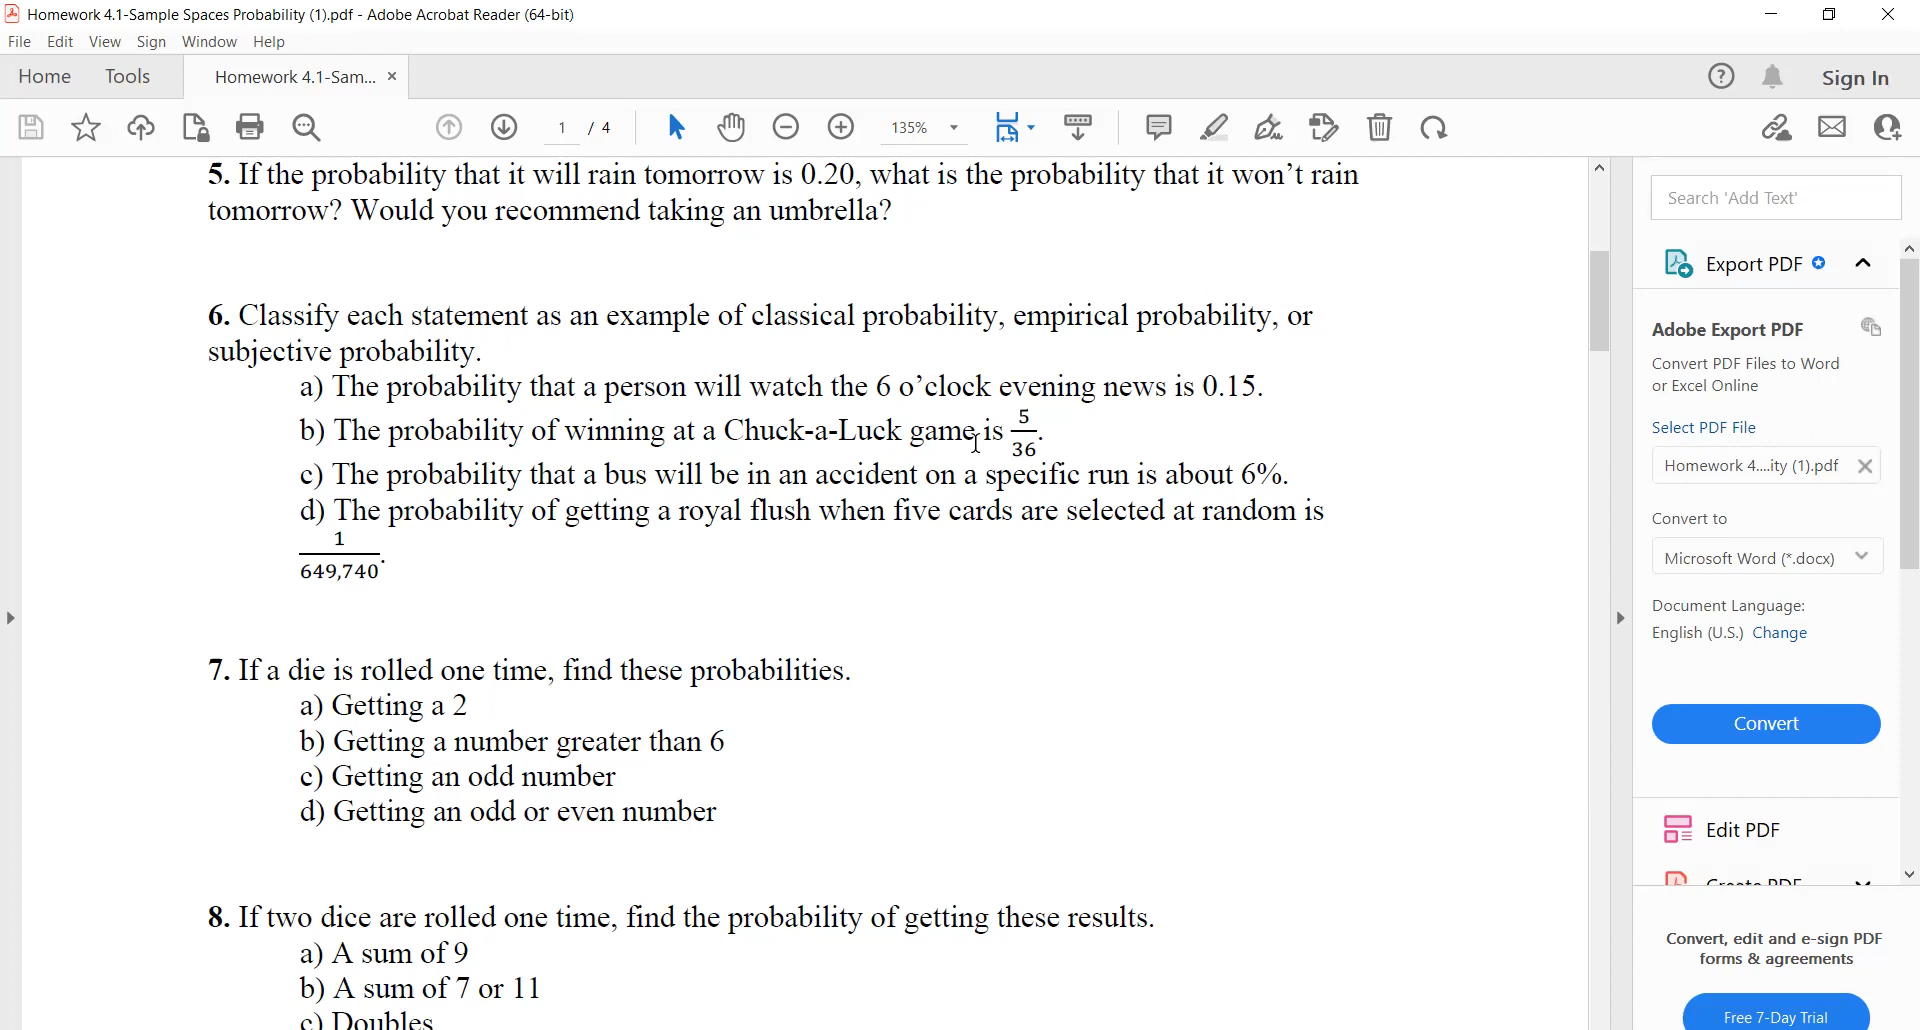 Homework 4.1-Sample Spaces Probability (1).pdf - Adobe Acrobat Reader (64-bit)
File Edit View Sign Window Help
Home Tools Homework 4.1-Sam... × Sign In
1 / 4 135%
5. If the probability that it will rain tomorrow is 0.20, what is the probability that it won’t rain
tomorrow? Would you recommend taking an umbrella?
6. Classify each statement as an example of classical probability, empirical probability, or
subjective probability.
a) The probability that a person will watch the 6 o’clock evening news is 0.15.
b) The probability of winning at a Chuck-a-Luck game is 5/36.
c) The probability that a bus will be in an accident on a specific run is about 6%.
d) The probability of getting a royal flush when five cards are selected at random is
1/649,740.
7. If a die is rolled one time, find these probabilities.
a) Getting a 2
b) Getting a number greater than 6
c) Getting an odd number
d) Getting an odd or even number
8. If two dice are rolled one time, find the probability of getting these results.
a) A sum of 9
b) A sum of 7 or 11
c) Doubles
Search 'Add Text'
Export PDF
Adobe Export PDF
Convert PDF Files to Word
or Excel Online
Select PDF File
Homework 4....ity (1).pdf
Convert to
Microsoft Word (*.docx)
Document Language:
English (U.S.) Change
Convert
Edit PDF
Create PDF
Convert, edit and e-sign PDF
forms & agreements
Free 7-Day Trial